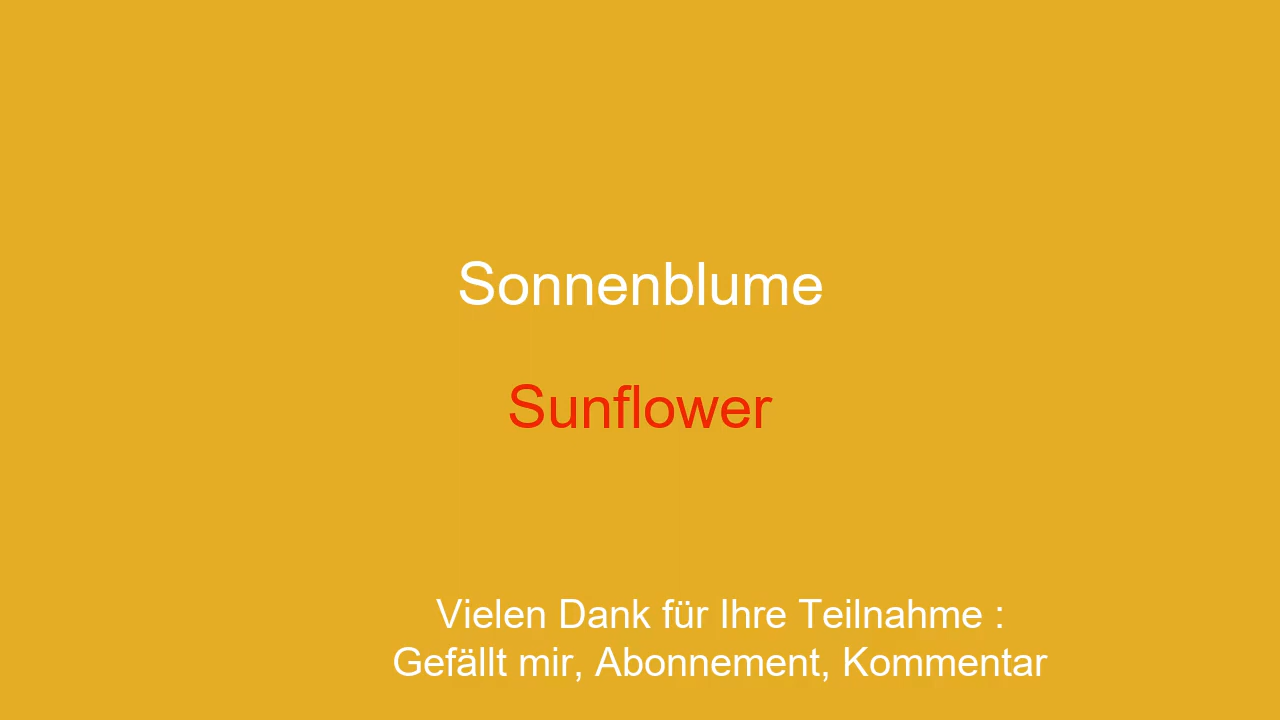 Sonnenblume
Sunflower
Vielen Dank für Ihre Teilnahme :
Gefällt mir, Abonnement, Kommentar